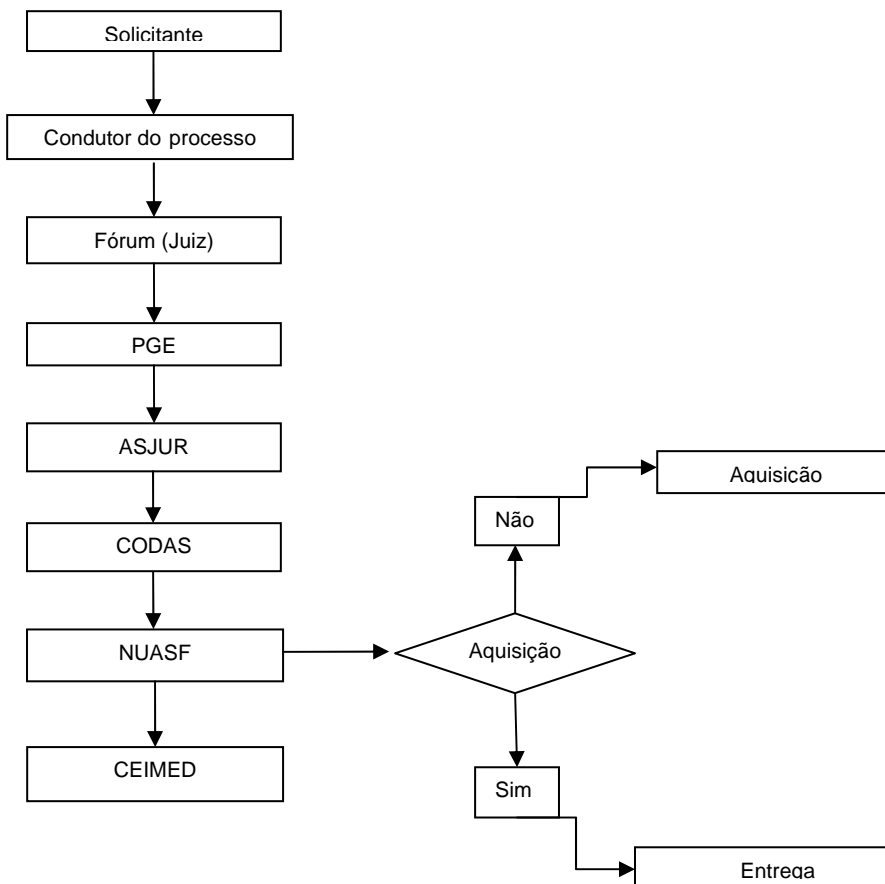 Solicitante
Condutor do processo
Fórum (Juiz)
PGE
ASJUR
CODAS
NUASF
CEIMED
Aquisição
Não
Aquisição
Sim
Entrega